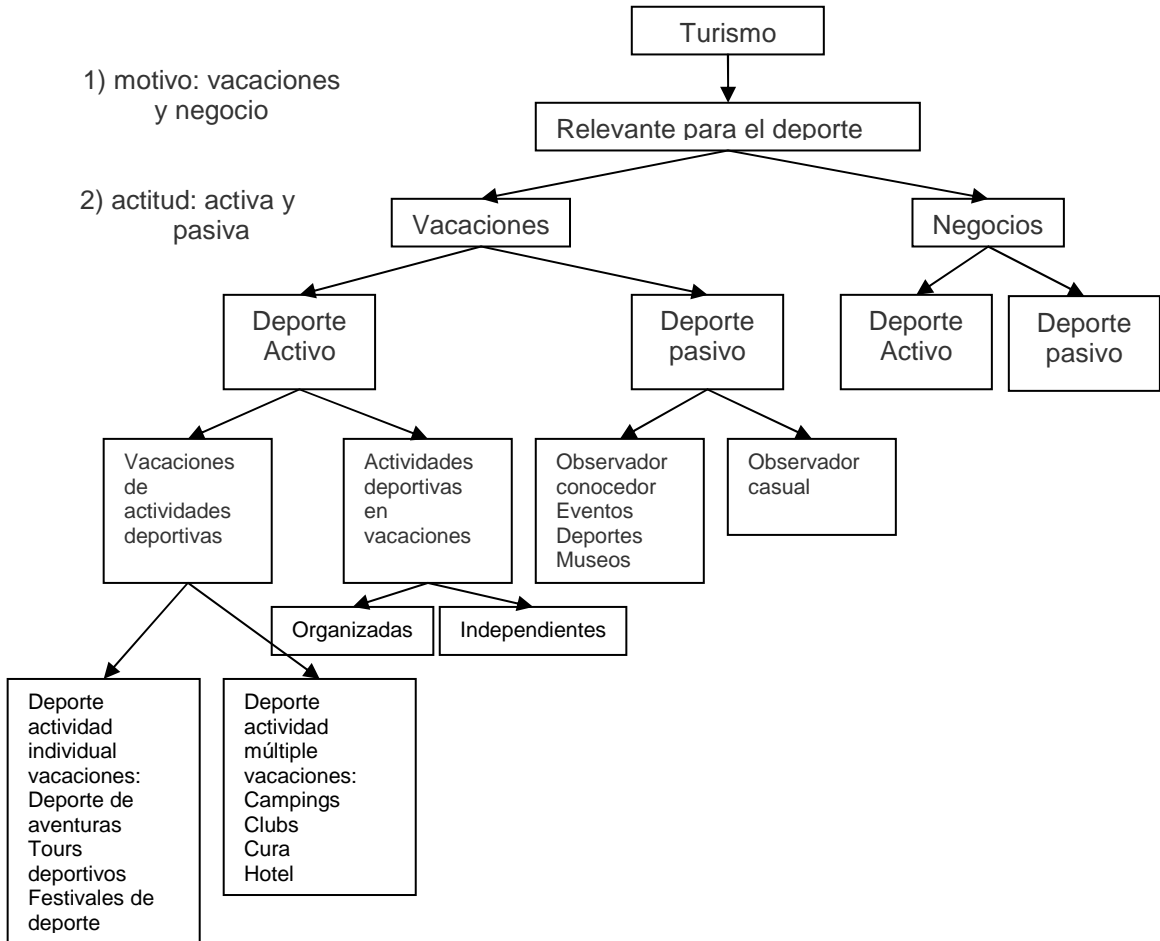 Turismo
1) motivo: vacaciones
y negocio
Relevante para el deporte
2) actitud: activa y
pasiva
Vacaciones
Negocios
Deporte
Activo
Deporte
pasivo
Deporte
Activo
Deporte
pasivo
Vacaciones
de
actividades
deportivas
Actividades
deportivas
en
vacaciones
Observador
conocedor
Eventos
Deportes
Museos
Observador
casual
Organizadas
Independientes
Deporte
actividad
individual
vacaciones:
Deporte de
aventuras
Tours
deportivos
Festivales de
deporte
Deporte
actividad
múltiple
vacaciones:
Campings
Clubs
Cura
Hotel